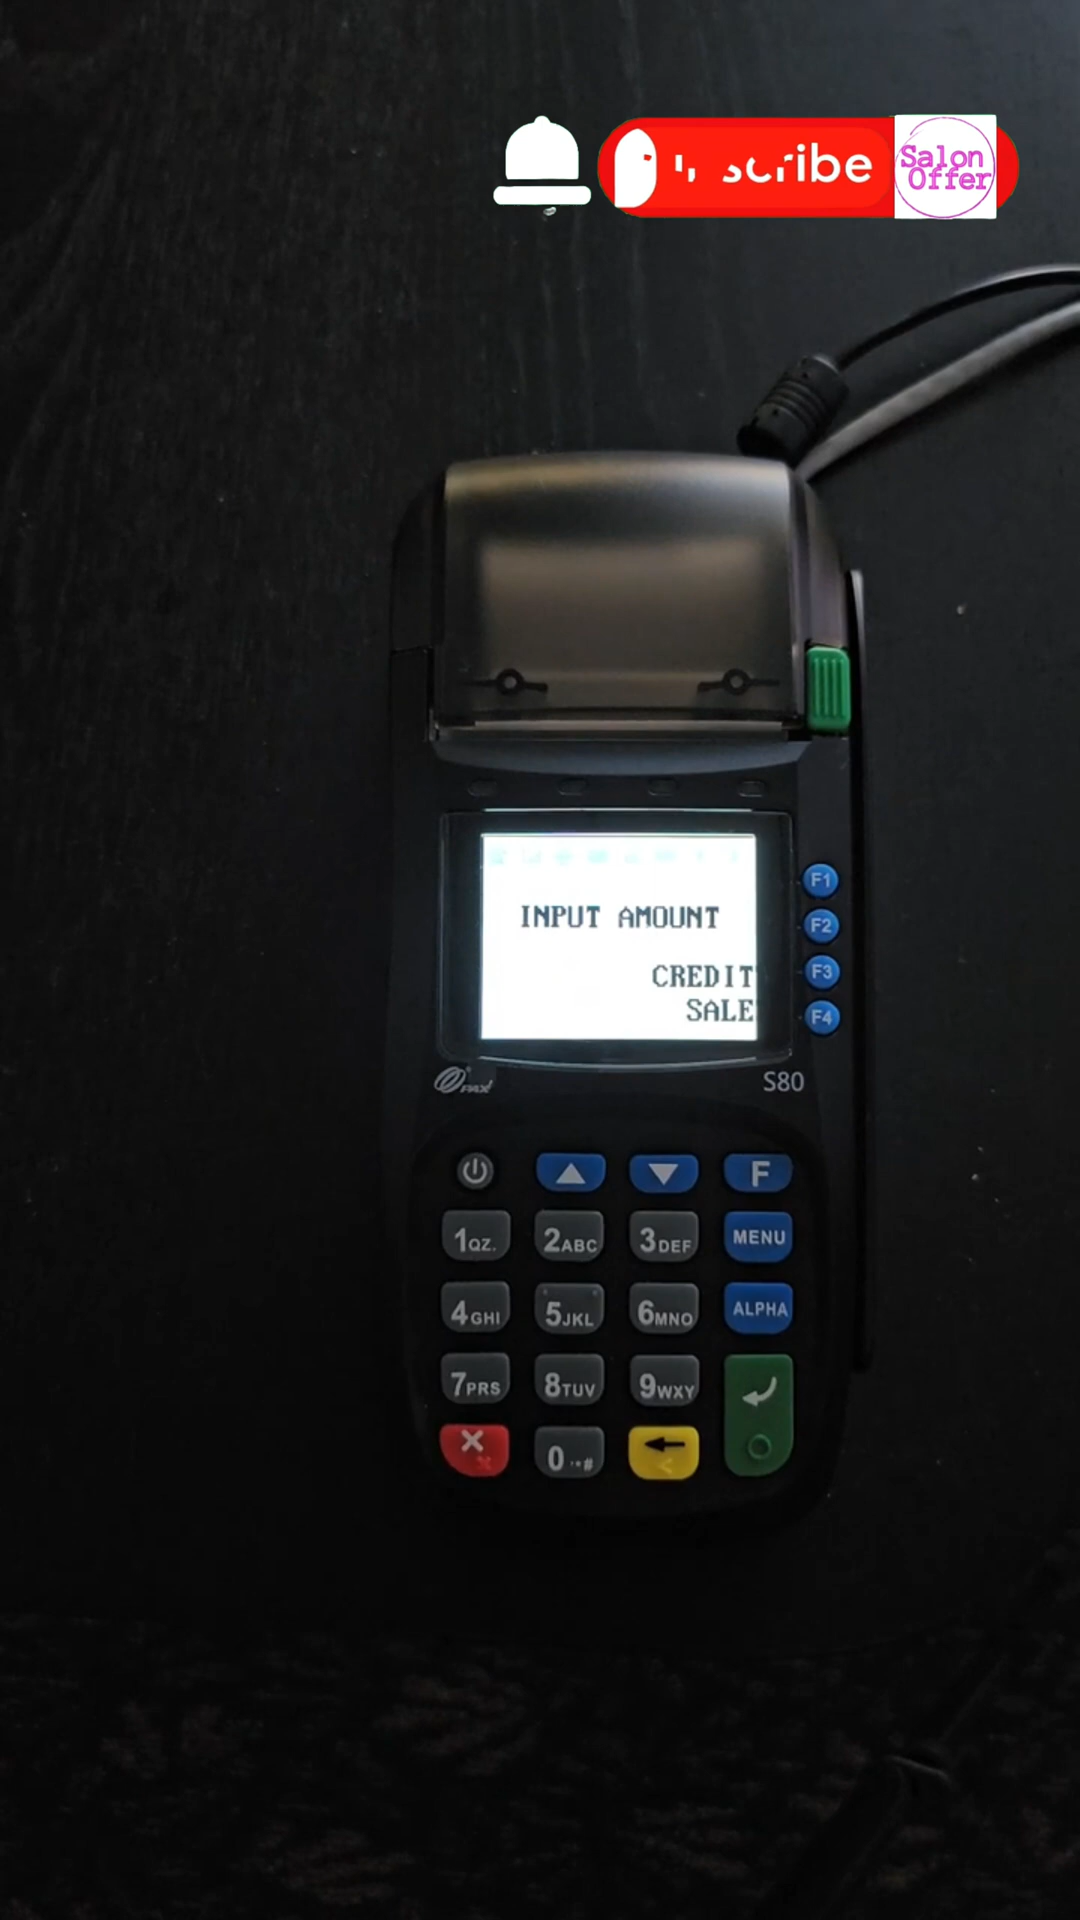 Salon
Offer
INPUT AMOUNT
CREDIT
SALE
F1
F2
F3
F4
PAX
S80
F
1QZ. 2ABC 3DEF MENU
4GHI 5JKL 6MNO ALPHA
7PRS 8TUV 9WXY
0.*#